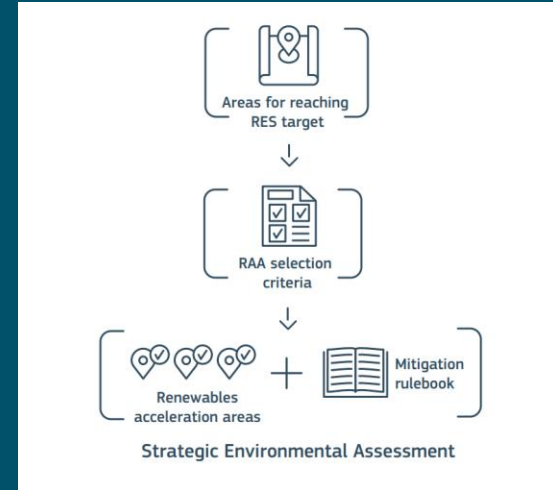 Areas for reaching
RES target
RAA selection
criteria
Renewables
acceleration areas
Mitigation
rulebook
Strategic Environmental Assessment